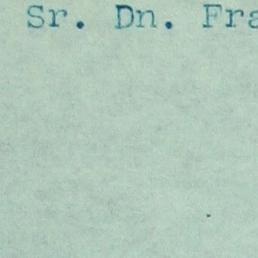 Sr. Dn. Fra